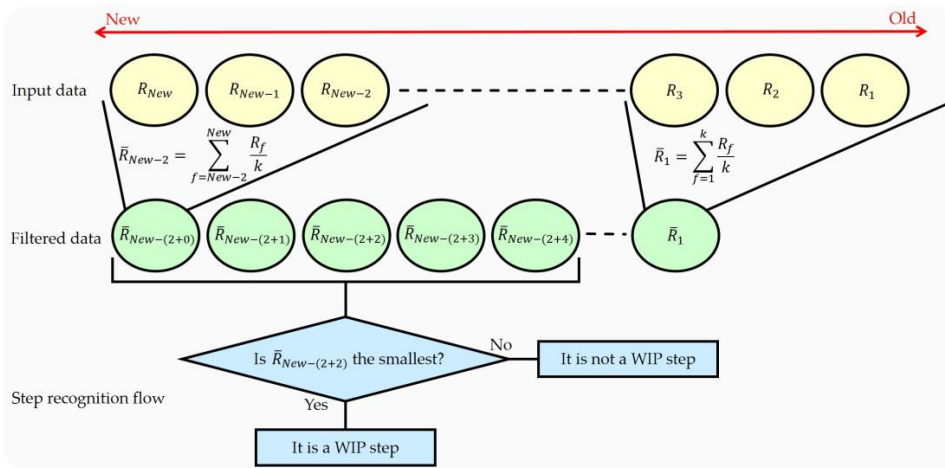 New Old
Input data R_New R_New−1 R_New−2 R_3 R_2 R_1
R̄_New−2 = ∑_{f=New−2}^{New} R_f/k R̄_1 = ∑_{f=1}^{k} R_f/k
Filtered data R̄_New−(2+0) R̄_New−(2+1) R̄_New−(2+2) R̄_New−(2+3) R̄_New−(2+4) R̄_1
Is R̄_New−(2+2) the smallest? No It is not a WIP step
Step recognition flow
Yes
It is a WIP step